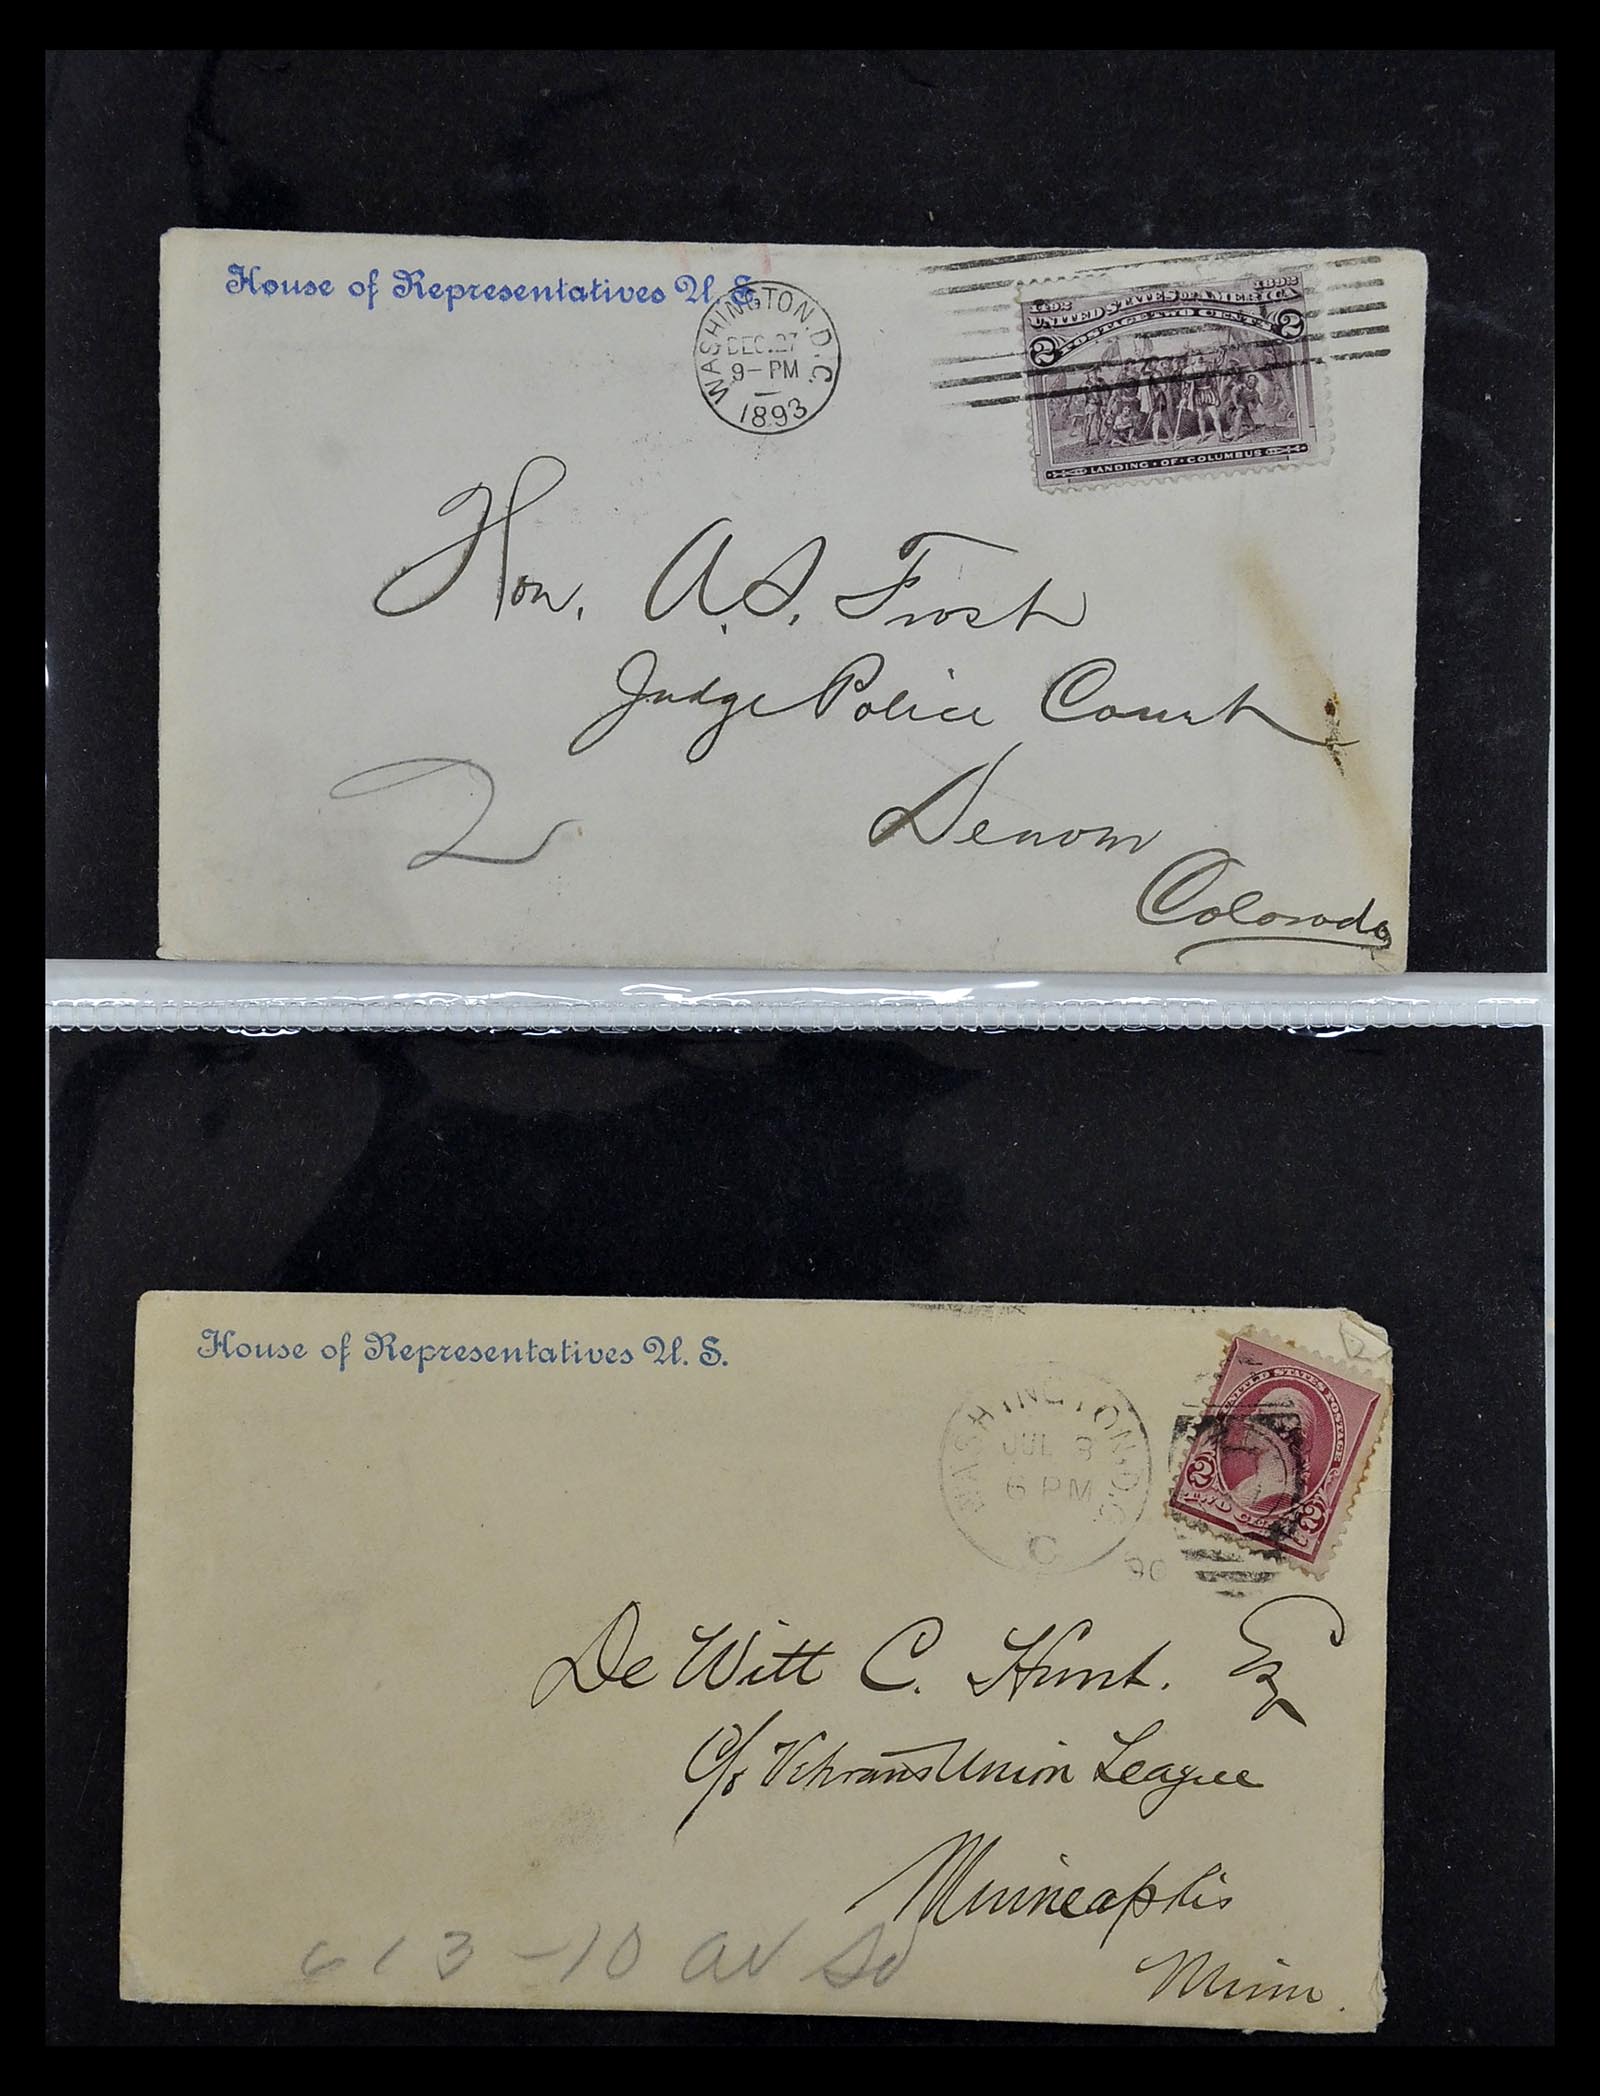 House of Representatives U. S.
WASHINGTON, D.C.
DEC. 27
9-PM
1893
1492 1892
UNITED STATES OF AMERICA
POSTAGE TWO CENTS
2 2
LANDING · OF · COLUMBUS
Hon. A. S. Frost
Judge Police Court
Denver
Colorado
2
House of Representatives U. S.
WASHINGTON, D.C.
JUL 3
6 PM
C
90
UNITED STATES POSTAGE
2 2
TWO CENTS
De Witt C. Hunt. Esq
c/o Veterans Union League
Minneapolis
Minn.
613-10 av So